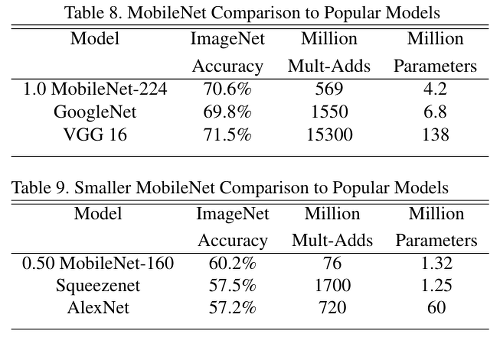 Table 8. MobileNet Comparison to Popular Models
Model ImageNet Million Million
Accuracy Mult-Adds Parameters
1.0 MobileNet-224 70.6% 569 4.2
GoogleNet 69.8% 1550 6.8
VGG 16 71.5% 15300 138
Table 9. Smaller MobileNet Comparison to Popular Models
Model ImageNet Million Million
Accuracy Mult-Adds Parameters
0.50 MobileNet-160 60.2% 76 1.32
Squeezenet 57.5% 1700 1.25
AlexNet 57.2% 720 60